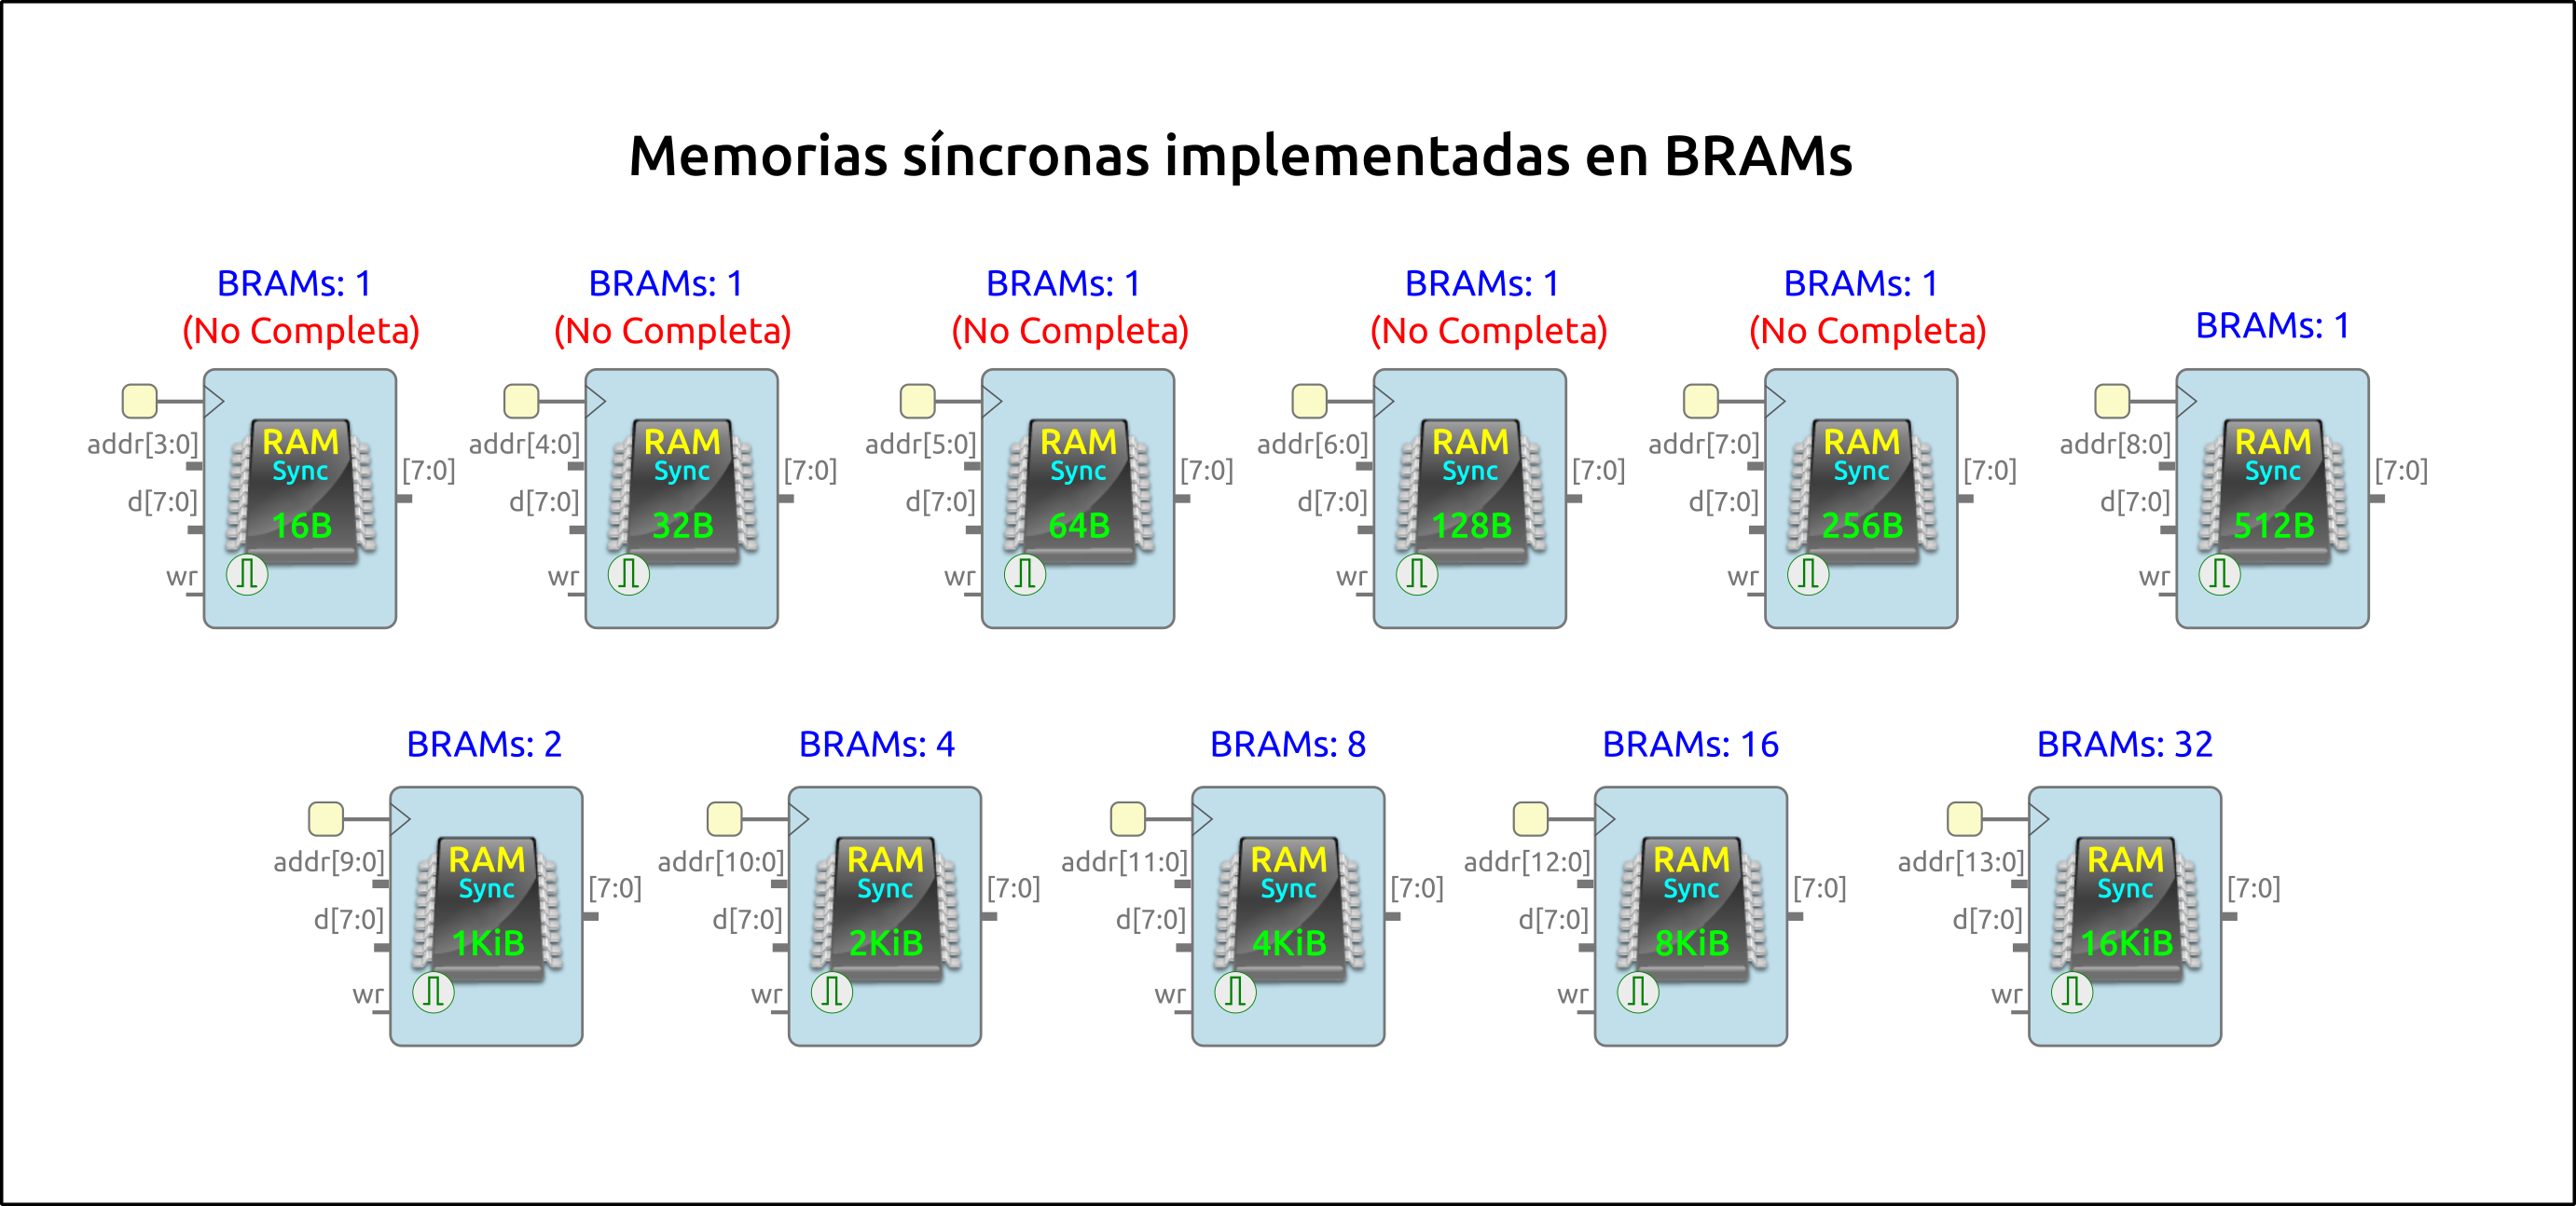 Memorias síncronas implementadas en BRAMs
BRAMs: 1
(No Completa)
addr[3:0]
d[7:0]
wr
RAM
Sync
16B
[7:0]
BRAMs: 1
(No Completa)
addr[4:0]
d[7:0]
wr
RAM
Sync
32B
[7:0]
BRAMs: 1
(No Completa)
addr[5:0]
d[7:0]
wr
RAM
Sync
64B
[7:0]
BRAMs: 1
(No Completa)
addr[6:0]
d[7:0]
wr
RAM
Sync
128B
[7:0]
BRAMs: 1
(No Completa)
addr[7:0]
d[7:0]
wr
RAM
Sync
256B
[7:0]
BRAMs: 1
addr[8:0]
d[7:0]
wr
RAM
Sync
512B
[7:0]
BRAMs: 2
addr[9:0]
d[7:0]
wr
RAM
Sync
1KiB
[7:0]
BRAMs: 4
addr[10:0]
d[7:0]
wr
RAM
Sync
2KiB
[7:0]
BRAMs: 8
addr[11:0]
d[7:0]
wr
RAM
Sync
4KiB
[7:0]
BRAMs: 16
addr[12:0]
d[7:0]
wr
RAM
Sync
8KiB
[7:0]
BRAMs: 32
addr[13:0]
d[7:0]
wr
RAM
Sync
16KiB
[7:0]